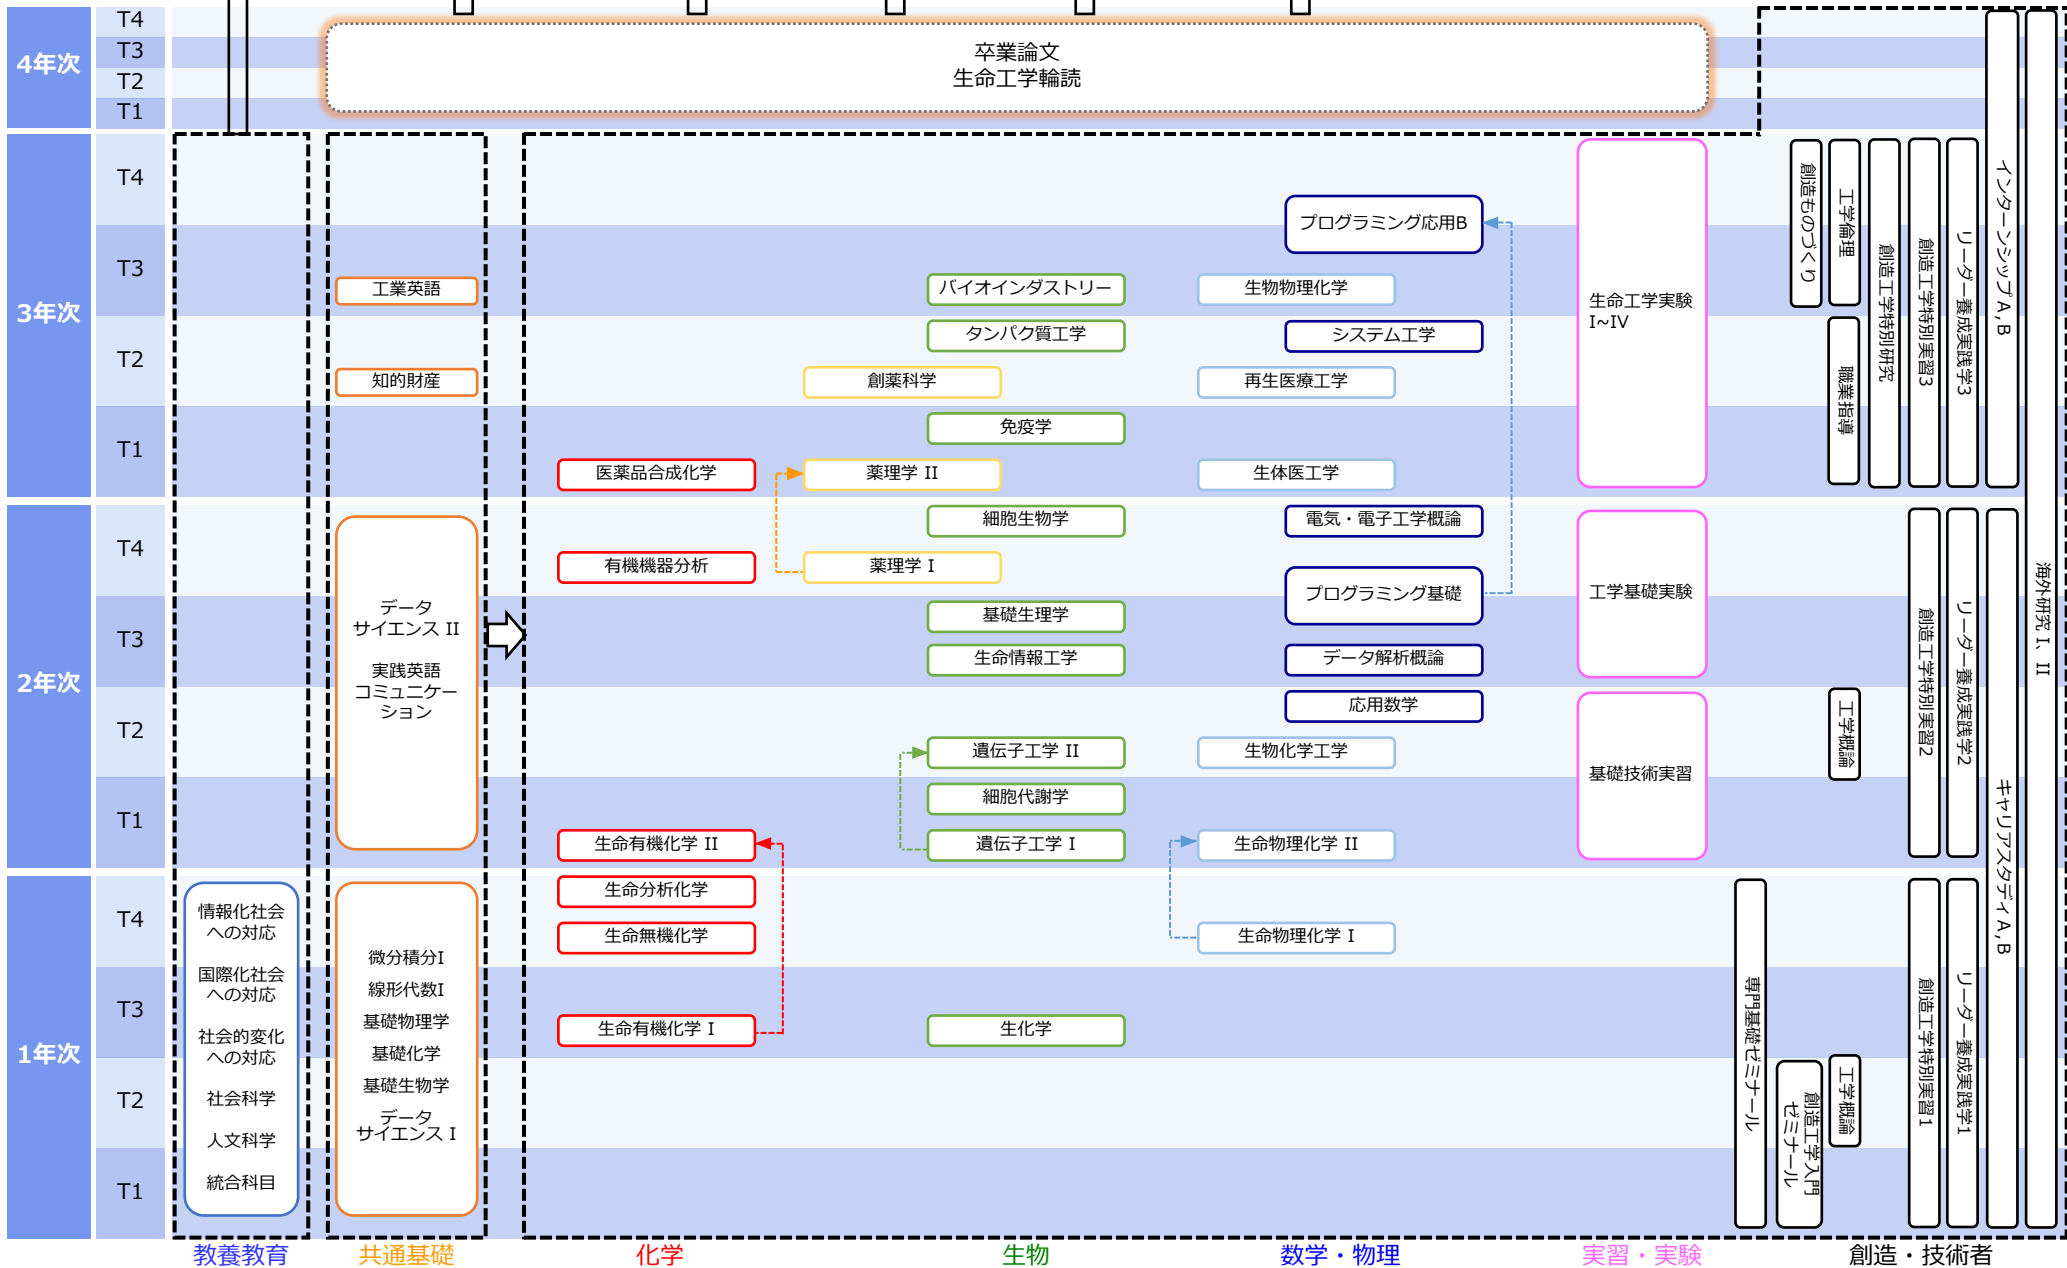 4年次
T4
T3
T2
T1
卒業論文
生命工学輪読
3年次
T4
T3
T2
T1
工業英語
知的財産
プログラミング応用B
バイオインダストリー
生物物理化学
タンパク質工学
システム工学
創薬科学
再生医療工学
免疫学
医薬品合成化学
薬理学 II
生体医工学
生命工学実験
I~IV
創造ものづくり
工学倫理
職業指導
創造工学特別研究
創造工学特別実習3
リーダー養成実践学3
インターンシップ A, B
海外研究 I、II
2年次
T4
T3
T2
T1
データ
サイエンス II
実践英語
コミュニケー
ション
細胞生物学
電気・電子工学概論
有機機器分析
薬理学 I
プログラミング基礎
基礎生理学
生命情報工学
データ解析概論
応用数学
遺伝子工学 II
生物化学工学
細胞代謝学
生命有機化学 II
遺伝子工学 I
生命物理化学 II
工学基礎実験
基礎技術実習
工学概論
創造工学特別実習2
リーダー養成実践学2
キャリアスタディ A, B
1年次
T4
T3
T2
T1
情報化社会
への対応
国際化社会
への対応
社会的変化
への対応
社会科学
人文科学
統合科目
微分積分I
線形代数I
基礎物理学
基礎化学
基礎生物学
データ
サイエンス I
生命分析化学
生命無機化学
生命物理化学 I
生命有機化学 I
生化学
専門基礎ゼミナール
創造工学入門
ゼミナール
工学概論
創造工学特別実習1
リーダー養成実践学1
教養教育
共通基礎
化学
生物
数学・物理
実習・実験
創造・技術者